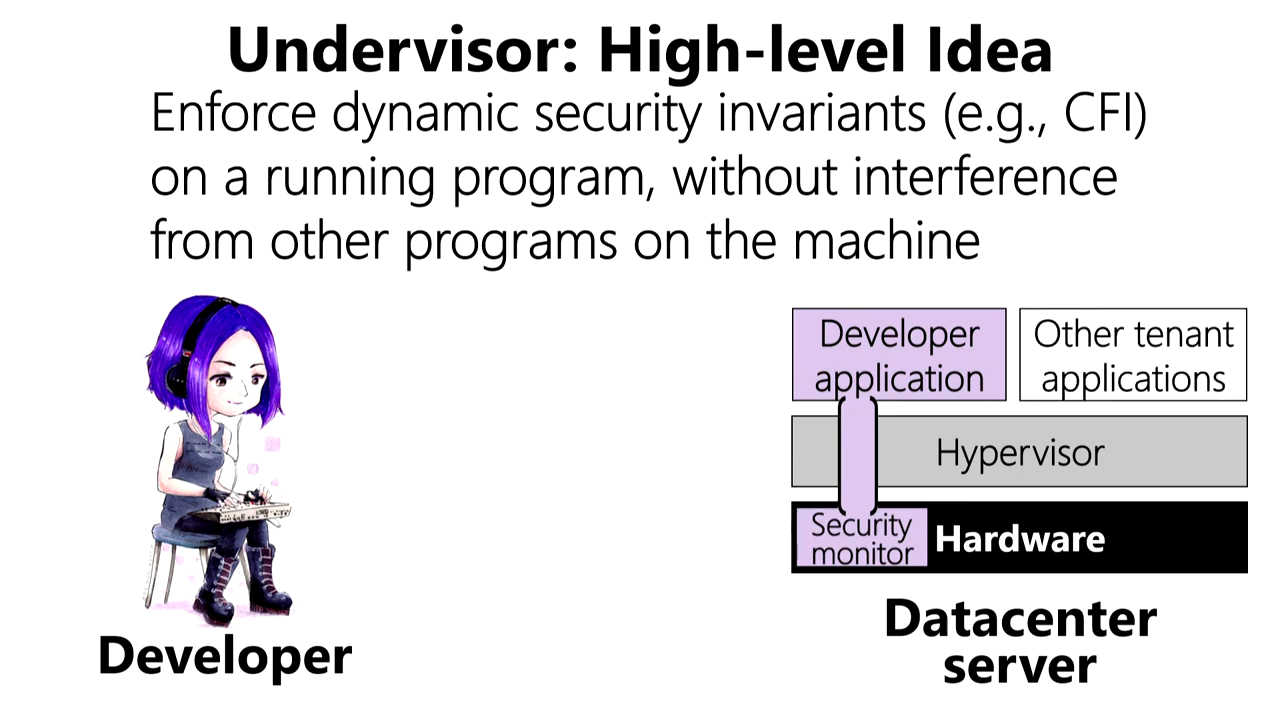 Undervisor: High-level Idea
Enforce dynamic security invariants (e.g., CFI)
on a running program, without interference
from other programs on the machine
Developer
application
Other tenant
applications
Hypervisor
Security
monitor
Hardware
Developer
Datacenter
server